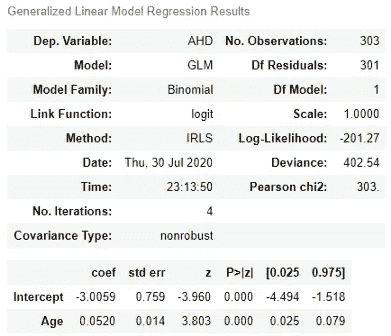 Generalized Linear Model Regression Results
Dep. Variable: AHD No. Observations: 303
Model: GLM Df Residuals: 301
Model Family: Binomial Df Model: 1
Link Function: logit Scale: 1.0000
Method: IRLS Log-Likelihood: -201.27
Date: Thu, 30 Jul 2020 Deviance: 402.54
Time: 23:13:50 Pearson chi2: 303.
No. Iterations: 4
Covariance Type: nonrobust
coef std err z P>|z| [0.025 0.975]
Intercept -3.0059 0.759 -3.960 0.000 -4.494 -1.518
Age 0.0520 0.014 3.803 0.000 0.025 0.079